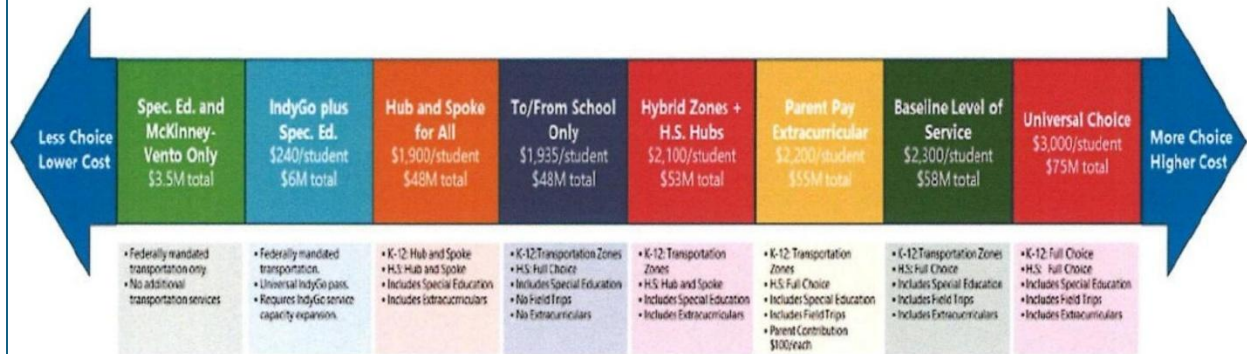 Less Choice
Lower Cost
Spec. Ed. and
McKinney-
Vento Only
$3.5M total
IndyGo plus
Spec. Ed.
$240/student
$6M total
Hub and Spoke
for All
$1,900/student
$48M total
To/From School
Only
$1,935/student
$48M total
Hybrid Zones +
H.S. Hubs
$2,100/student
$53M total
Parent Pay
Extracurricular
$2,200/student
$55M total
Baseline Level of
Service
$2,300/student
$58M total
Universal Choice
$3,000/student
$75M total
More Choice
Higher Cost
• Federally mandated
transportation only.
• No additional
transportation services
• Federally mandated
transportation.
• Universal IndyGo pass.
• Requires IndyGo service
capacity expansion.
• K-12: Hub and Spoke
• H.S: Hub and Spoke
• Includes Special Education
• Includes Extracurriculars
• K-12: Transportation Zones
• H.S: Full Choice
• Includes Special Education
• No Field Trips
• No Extracurriculars
• K-12: Transportation
Zones
• H.S: Hub and Spoke
• Includes Special Education
• Includes Extracurriculars
• K-12: Transportation
Zones
• H.S: Full Choice
• Includes Special Education
• Includes Field Trips
• Parent Contribution
$100/each
• K-12: Transportation Zones
• H.S: Full Choice
• Includes Special Education
• Includes Field Trips
• Includes Extracurriculars
• K-12: Full Choice
• H.S: Full Choice
• Includes Special Education
• Includes Field Trips
• Includes Extracurriculars